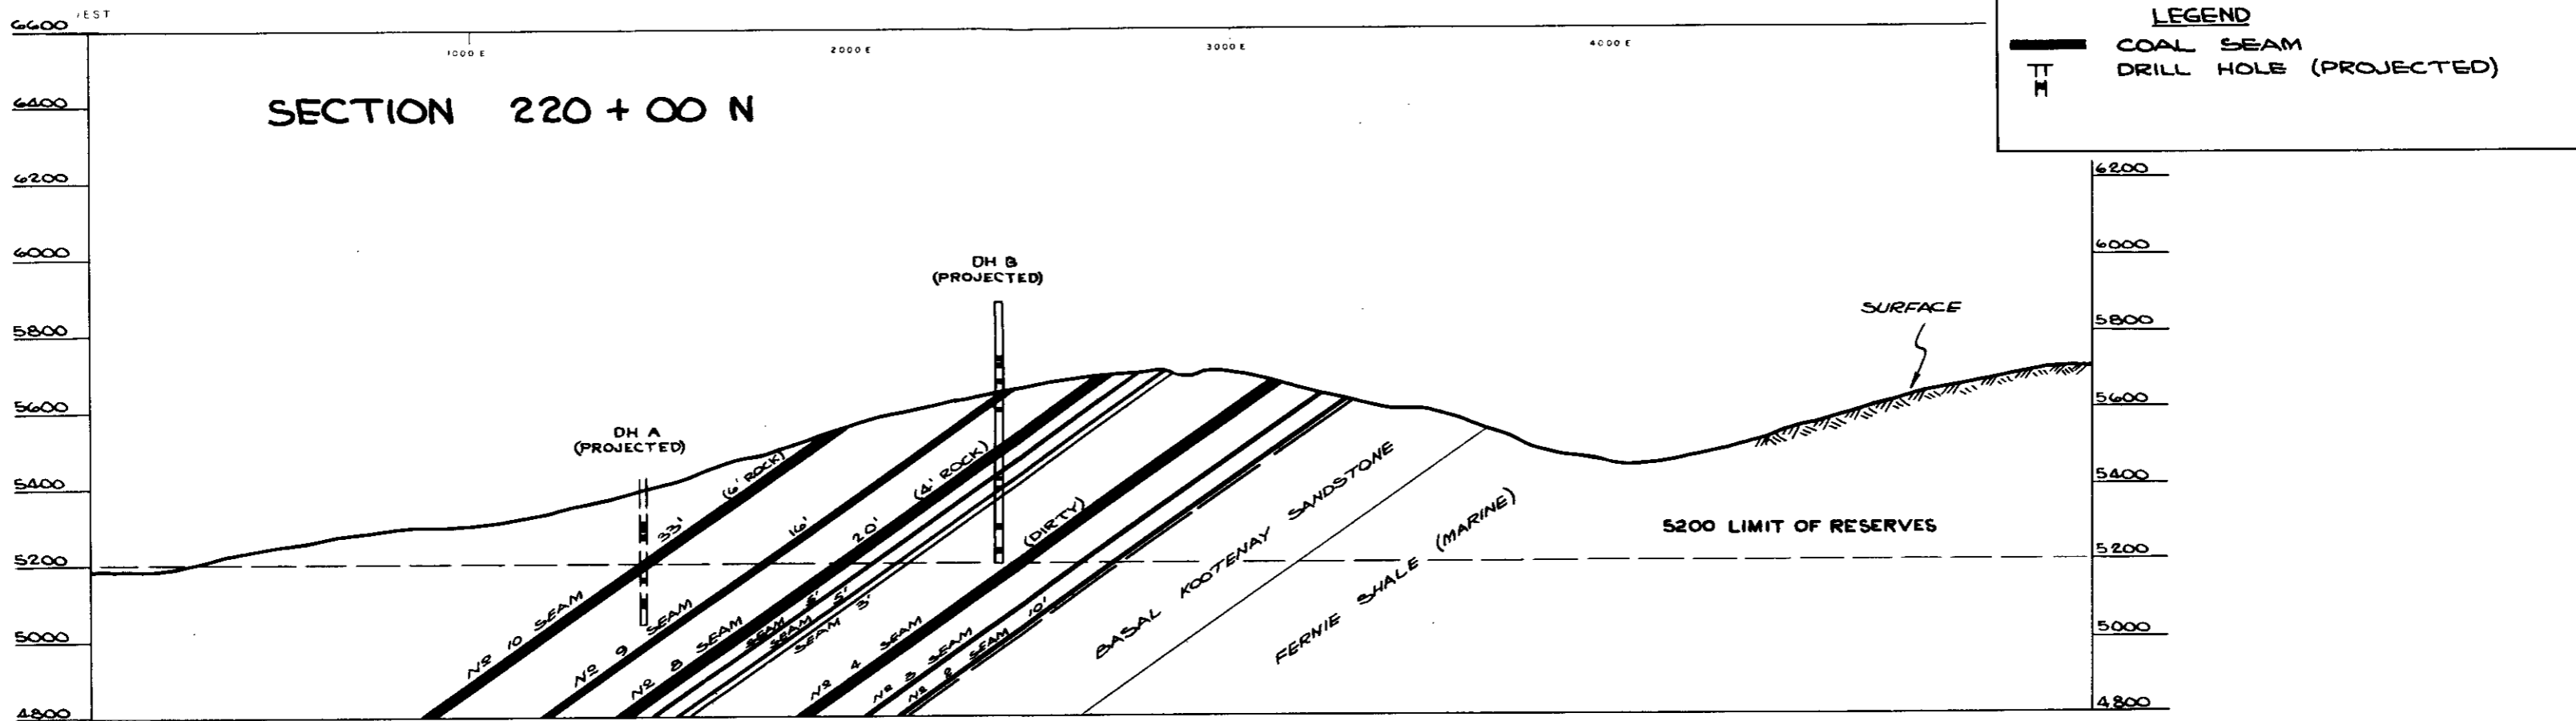 /EST
6600
1000 E
2000 E
3000 E
4000 E
LEGEND
COAL SEAM
DRILL HOLE (PROJECTED)
SECTION 220 + 00 N
6400
6200
6200
6000
6000
5800
5800
5600
5600
5400
5400
5200
5200
5000
5000
4800
4800
DH A
(PROJECTED)
DH B
(PROJECTED)
SURFACE
5200 LIMIT OF RESERVES
Nº 10 SEAM 33' (6' ROCK)
Nº 9 SEAM 16'
Nº 8 SEAM 20' (4' ROCK)
SEAM
SEAM 5'
SEAM 3'
Nº 4 SEAM (DIRTY)
Nº 3 SEAM 10'
Nº 2 SEAM
BASAL KOOTENAY SANDSTONE
FERNIE SHALE (MARINE)